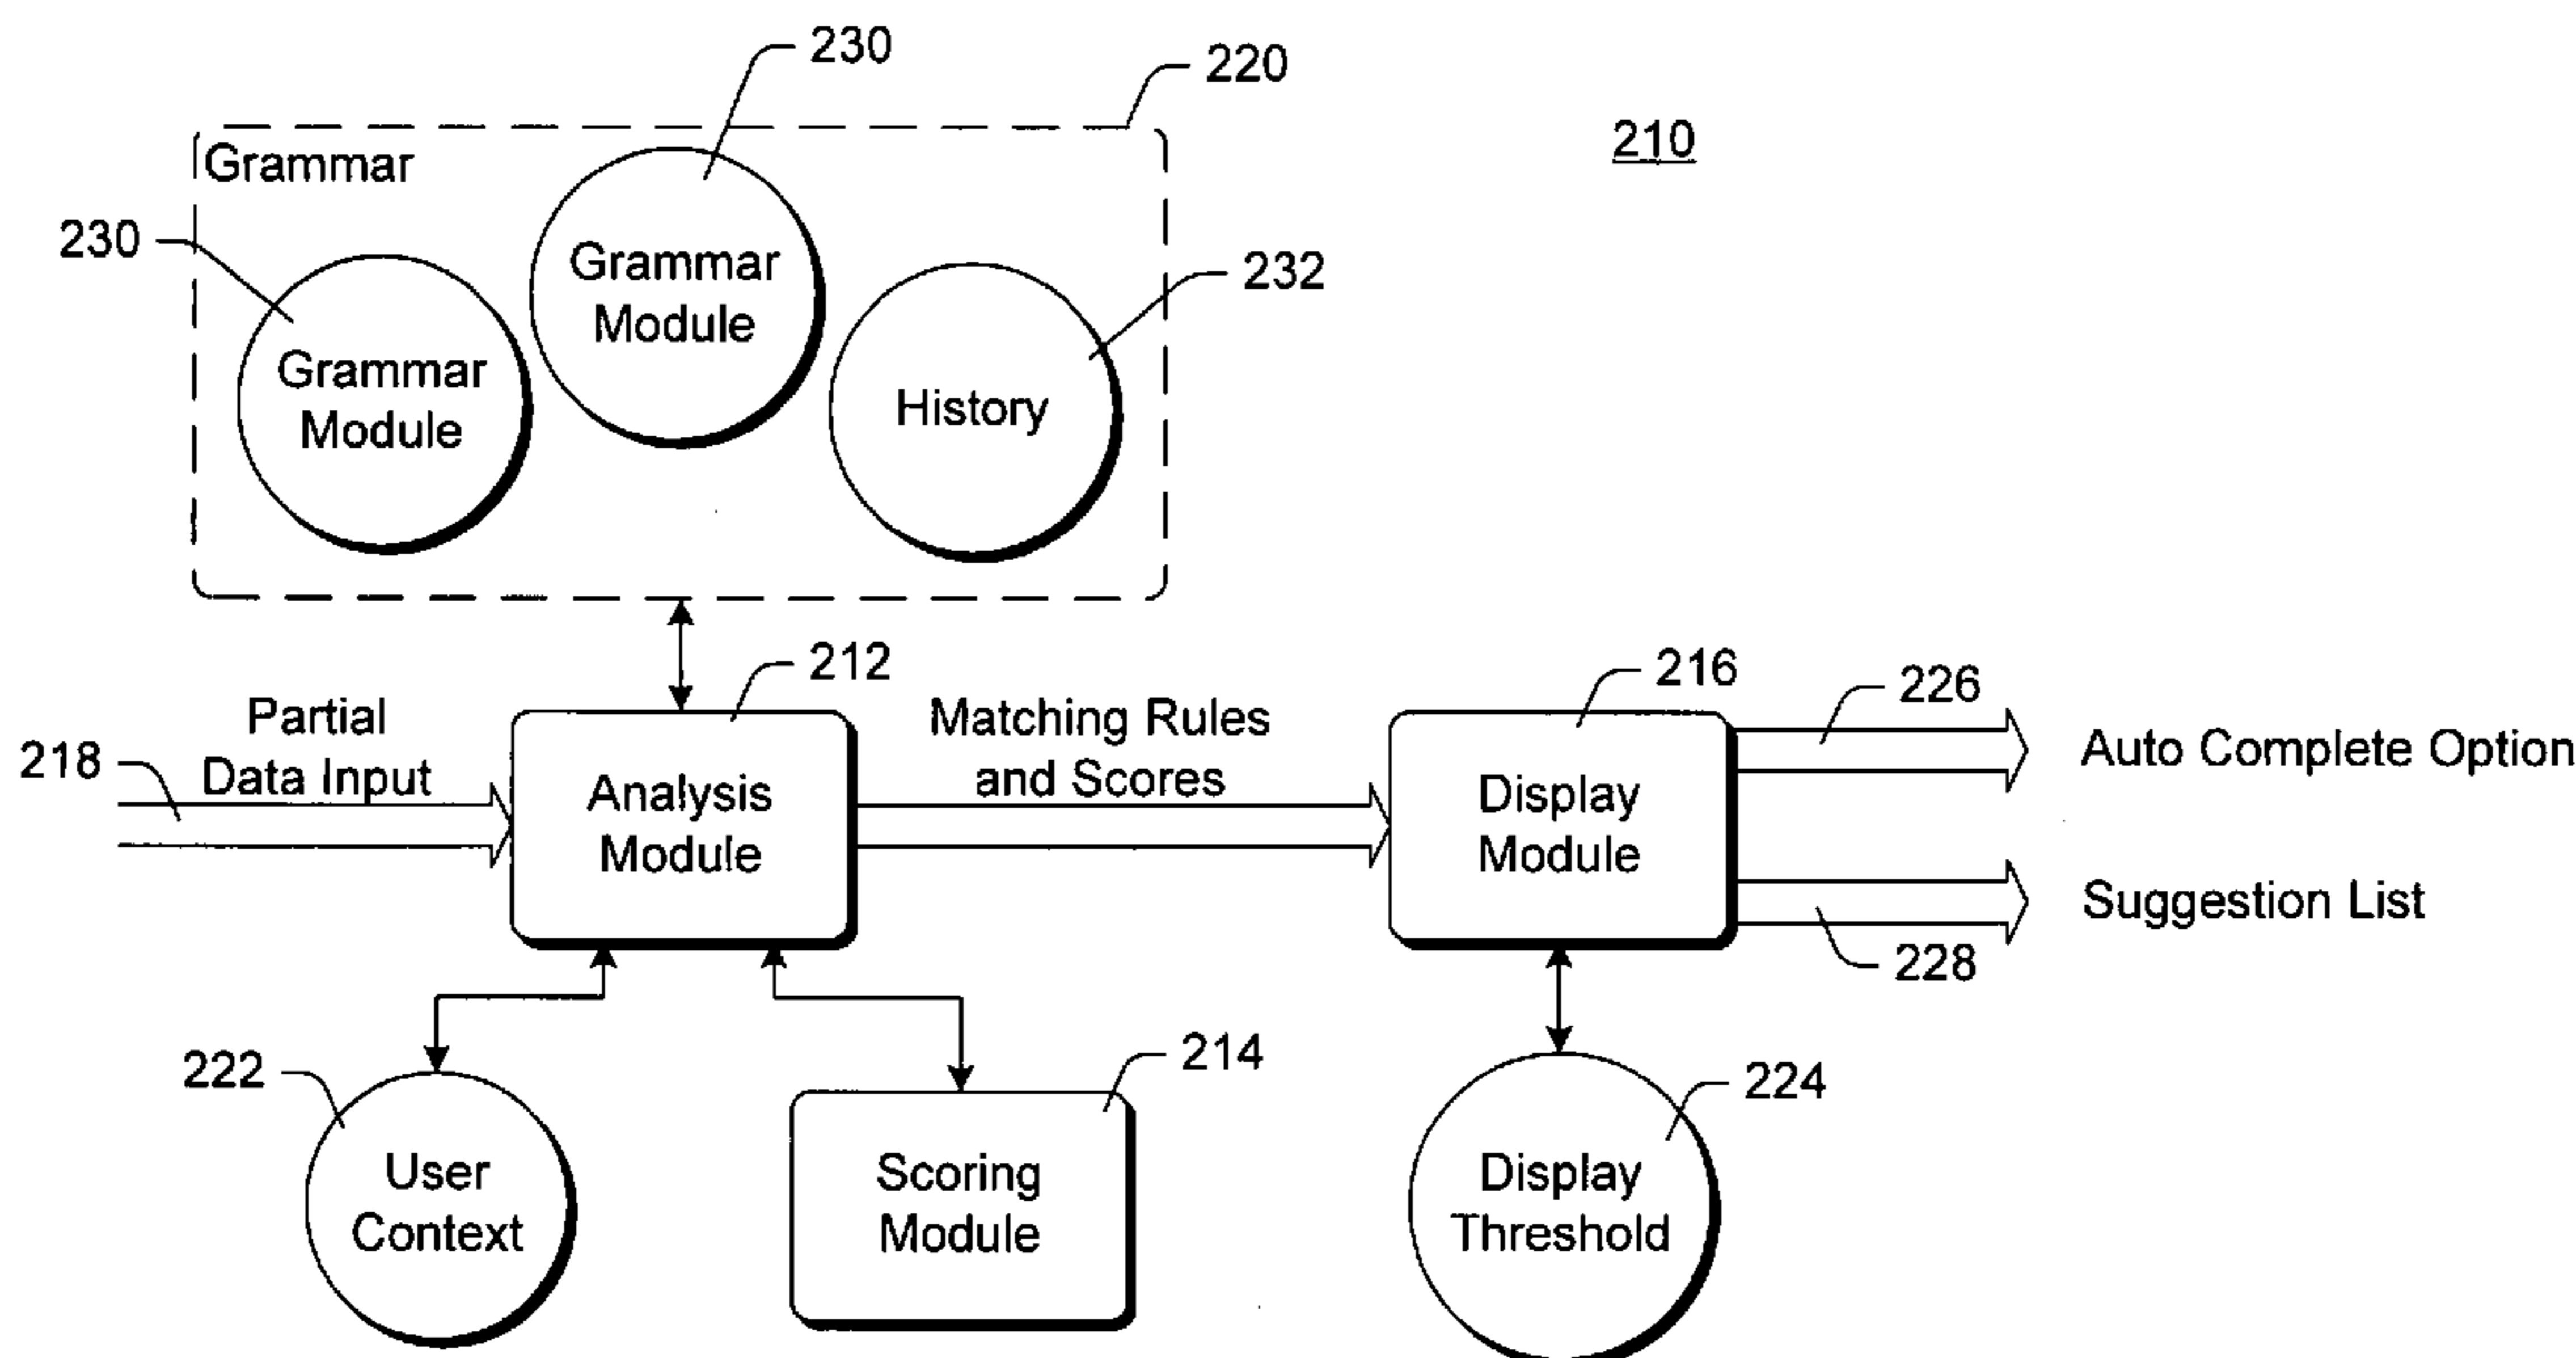 230
220
210
Grammar
230
Grammar
Module
232
Grammar
Module
History
212
216
226
Partial
Data Input
Matching Rules
and Scores
218
Auto Complete Option
Analysis
Module
Display
Module
Suggestion List
228
222
214
224
User
Context
Scoring
Module
Display
Threshold